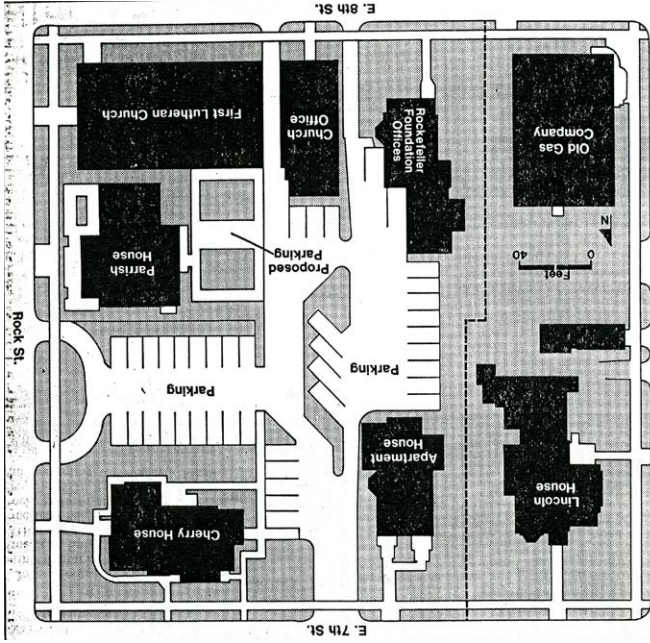 E. 7th St.
Cherry House
Lincoln
House
Apartment
House
Parking
Parking
Rock St.
Feet
0 40
N
Proposed
Parking
Parrish
House
Old Gas
Company
Rockefeller
Foundation
Offices
Church
Office
First Lutheran Church
E. 8th St.